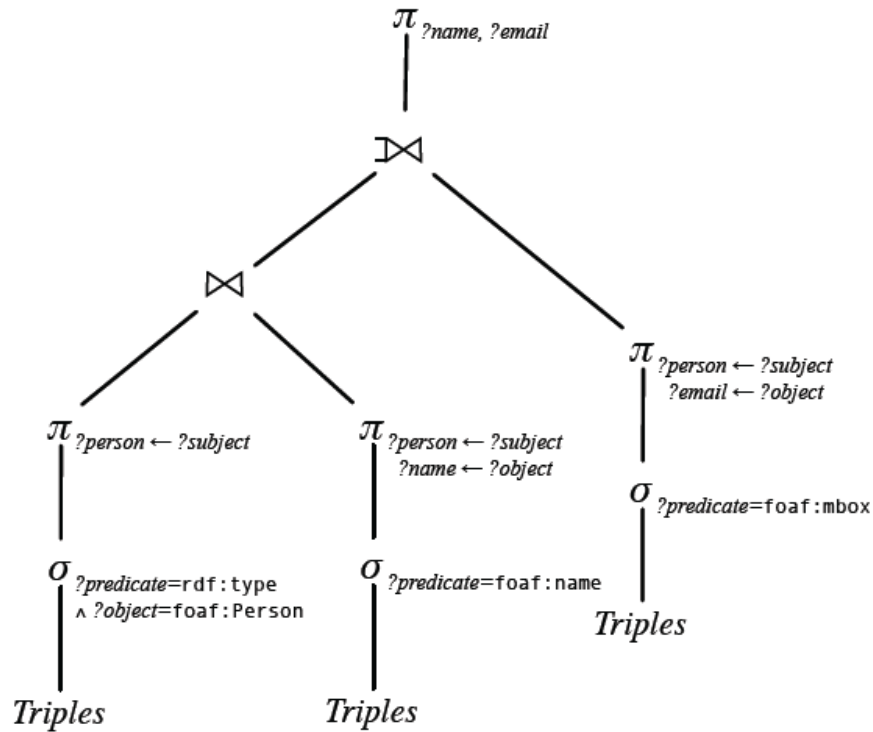 π ?name, ?email
⟕
⋈
π ?person ← ?subject
?email ← ?object
π ?person ← ?subject
π ?person ← ?subject
?name ← ?object
σ ?predicate=foaf:mbox
σ ?predicate=rdf:type
∧ ?object=foaf:Person
σ ?predicate=foaf:name
Triples
Triples
Triples